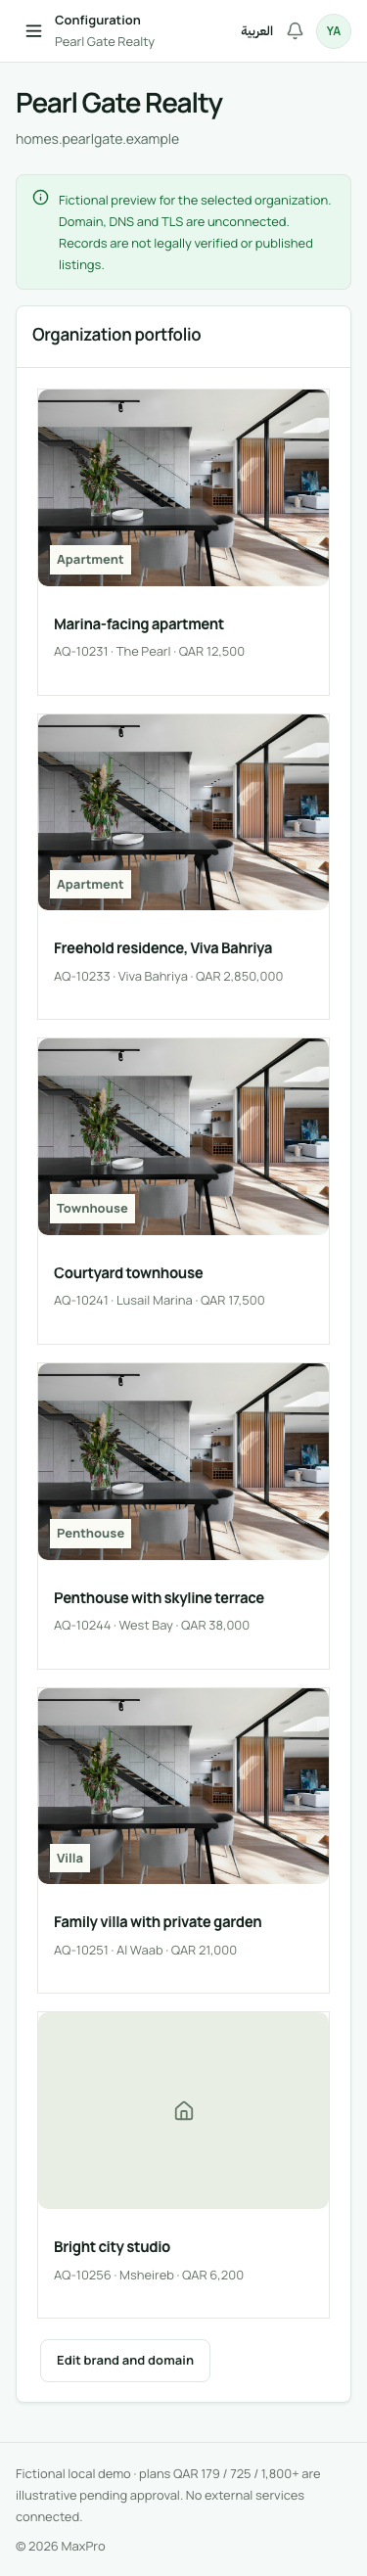 Configuration
Pearl Gate Realty
العربية
YA
Pearl Gate Realty
homes.pearlgate.example
Fictional preview for the selected organization.
Domain, DNS and TLS are unconnected.
Records are not legally verified or published
listings.
Organization portfolio
Apartment
Marina-facing apartment
AQ-10231 · The Pearl · QAR 12,500
Apartment
Freehold residence, Viva Bahriya
AQ-10233 · Viva Bahriya · QAR 2,850,000
Townhouse
Courtyard townhouse
AQ-10241 · Lusail Marina · QAR 17,500
Penthouse
Penthouse with skyline terrace
AQ-10244 · West Bay · QAR 38,000
Villa
Family villa with private garden
AQ-10251 · Al Waab · QAR 21,000
Bright city studio
AQ-10256 · Msheireb · QAR 6,200
Edit brand and domain
Fictional local demo · plans QAR 179 / 725 / 1,800+ are
illustrative pending approval. No external services
connected.
© 2026 MaxPro